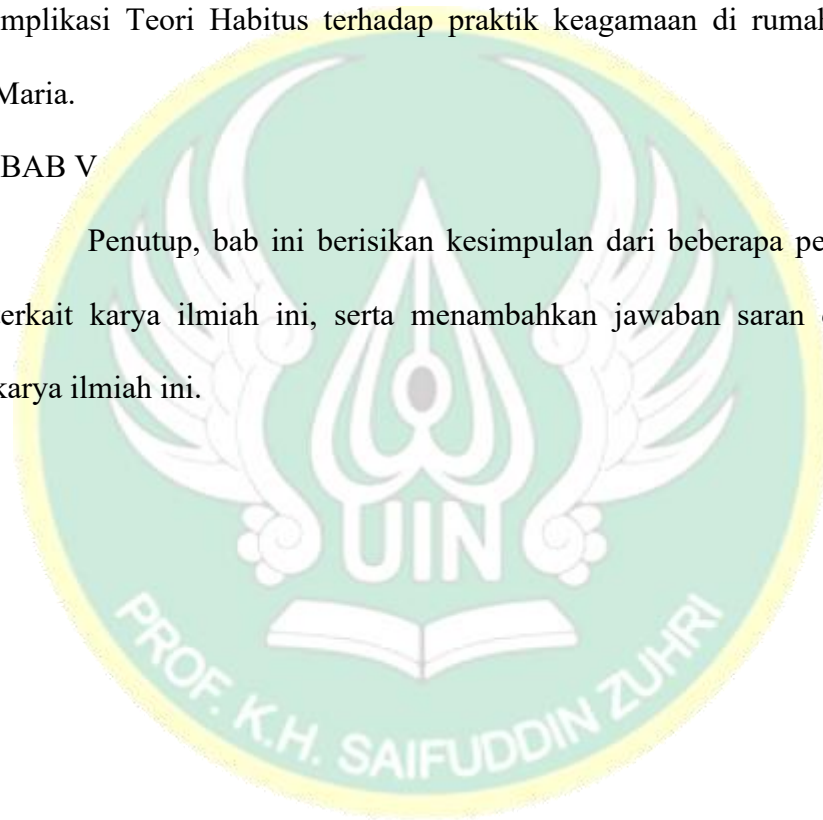 mplikasi Teori Habitus terhadap praktik keagamaan di rumah
Maria.
BAB V
Penutup, bab ini berisikan kesimpulan dari beberapa pe
erkait karya ilmiah ini, serta menambahkan jawaban saran
karya ilmiah ini.
UIN
PROF. K.H. SAIFUDDIN ZUHRI